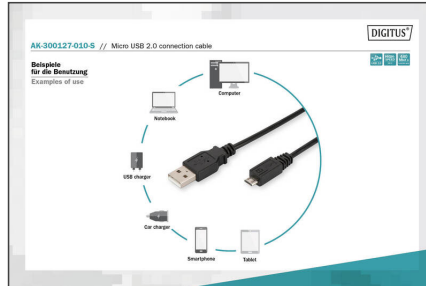 DIGITUS®
AK-300127-010-S // Micro USB 2.0 connection cable
Beispiele
für die Benutzung
Examples of use
Computer
Notebook
USB charger
Car charger
Smartphone
Tablet